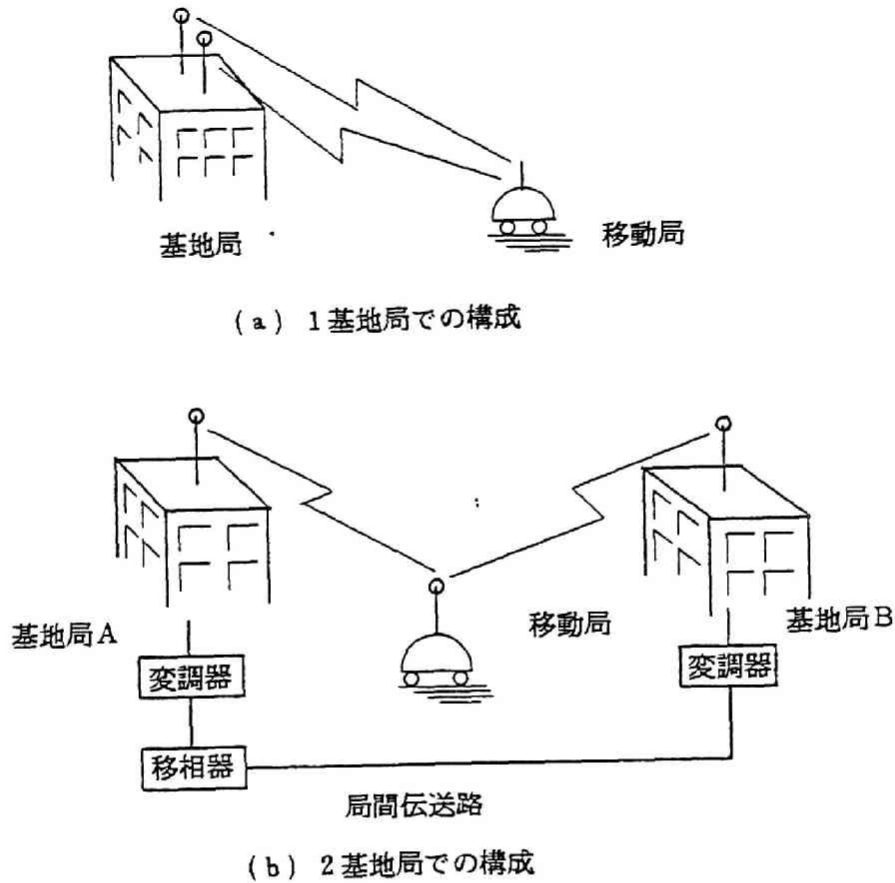 基地局
移動局
(a) 1基地局での構成
基地局A
移動局
基地局B
変調器
変調器
移相器
局間伝送路
(b) 2基地局での構成